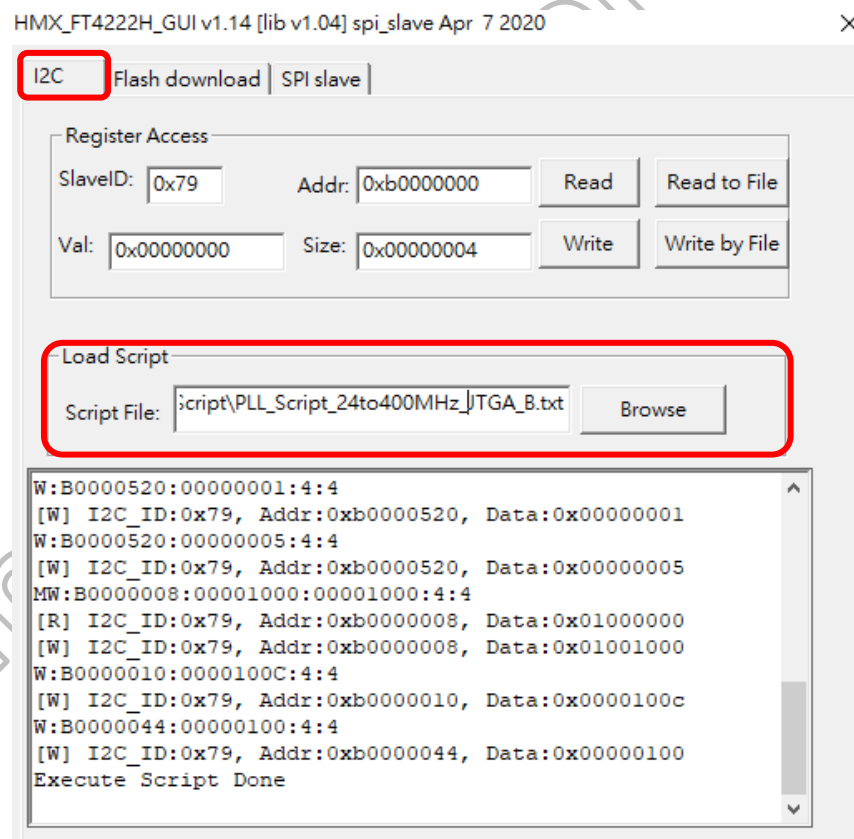 HMX_FT4222H_GUI v1.14 [lib v1.04] spi_slave Apr 7 2020
I2C Flash download SPI slave
Register Access
SlaveID: 0x79 Addr: 0xb0000000 Read Read to File
Val: 0x00000000 Size: 0x00000004 Write Write by File
Load Script
Script File: Script\PLL_Script_24to400MHz_JTGA_B.txt Browse
W:B0000520:00000001:4:4
[W] I2C_ID:0x79, Addr:0xb0000520, Data:0x00000001
W:B0000520:00000005:4:4
[W] I2C_ID:0x79, Addr:0xb0000520, Data:0x00000005
MW:B0000008:00001000:00001000:4:4
[R] I2C_ID:0x79, Addr:0xb0000008, Data:0x01000000
[W] I2C_ID:0x79, Addr:0xb0000008, Data:0x01001000
W:B0000010:0000100C:4:4
[W] I2C_ID:0x79, Addr:0xb0000010, Data:0x0000100c
W:B0000044:00000100:4:4
[W] I2C_ID:0x79, Addr:0xb0000044, Data:0x00000100
Execute Script Done